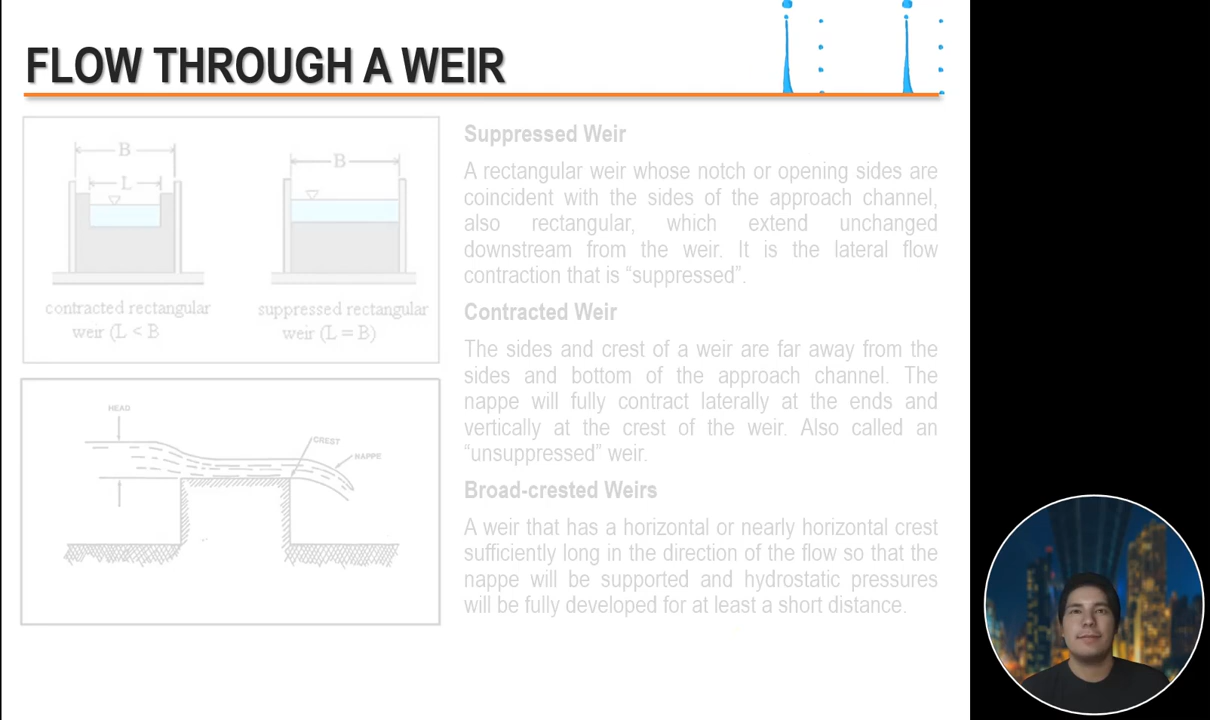 FLOW THROUGH A WEIR
B
L
contracted rectangular
weir (L < B
B
suppressed rectangular
weir (L = B)
HEAD
CREST
NAPPE
Suppressed Weir
A rectangular weir whose notch or opening sides are
coincident with the sides of the approach channel,
also rectangular, which extend unchanged
downstream from the weir. It is the lateral flow
contraction that is “suppressed”.
Contracted Weir
The sides and crest of a weir are far away from the
sides and bottom of the approach channel. The
nappe will fully contract laterally at the ends and
vertically at the crest of the weir. Also called an
“unsuppressed” weir.
Broad-crested Weirs
A weir that has a horizontal or nearly horizontal crest
sufficiently long in the direction of the flow so that the
nappe will be supported and hydrostatic pressures
will be fully developed for at least a short distance.